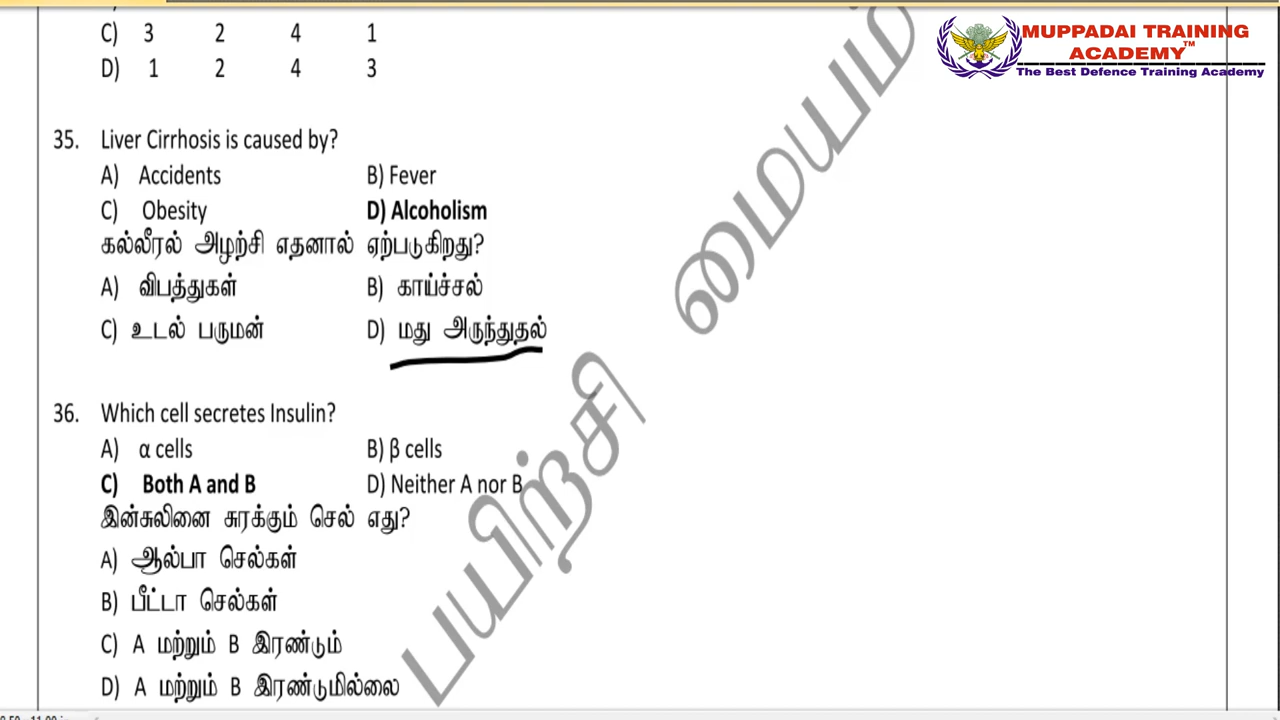 C) 3 2 4 1
D) 1 2 4 3
MUPPADAI TRAINING
ACADEMY™
The Best Defence Training Academy
35. Liver Cirrhosis is caused by?
A) Accidents B) Fever
C) Obesity D) Alcoholism
கல்லீரல் அழற்சி எதனால் ஏற்படுகிறது?
A) விபத்துகள் B) காய்ச்சல்
C) உடல் பருமன் D) மது அருந்துதல்
36. Which cell secretes Insulin?
A) α cells B) β cells
C) Both A and B D) Neither A nor B
இன்சுலினை சுரக்கும் செல் எது?
A) ஆல்பா செல்கள்
B) பீட்டா செல்கள்
C) A மற்றும் B இரண்டும்
D) A மற்றும் B இரண்டுமில்லை
பயிற்சி மையம்